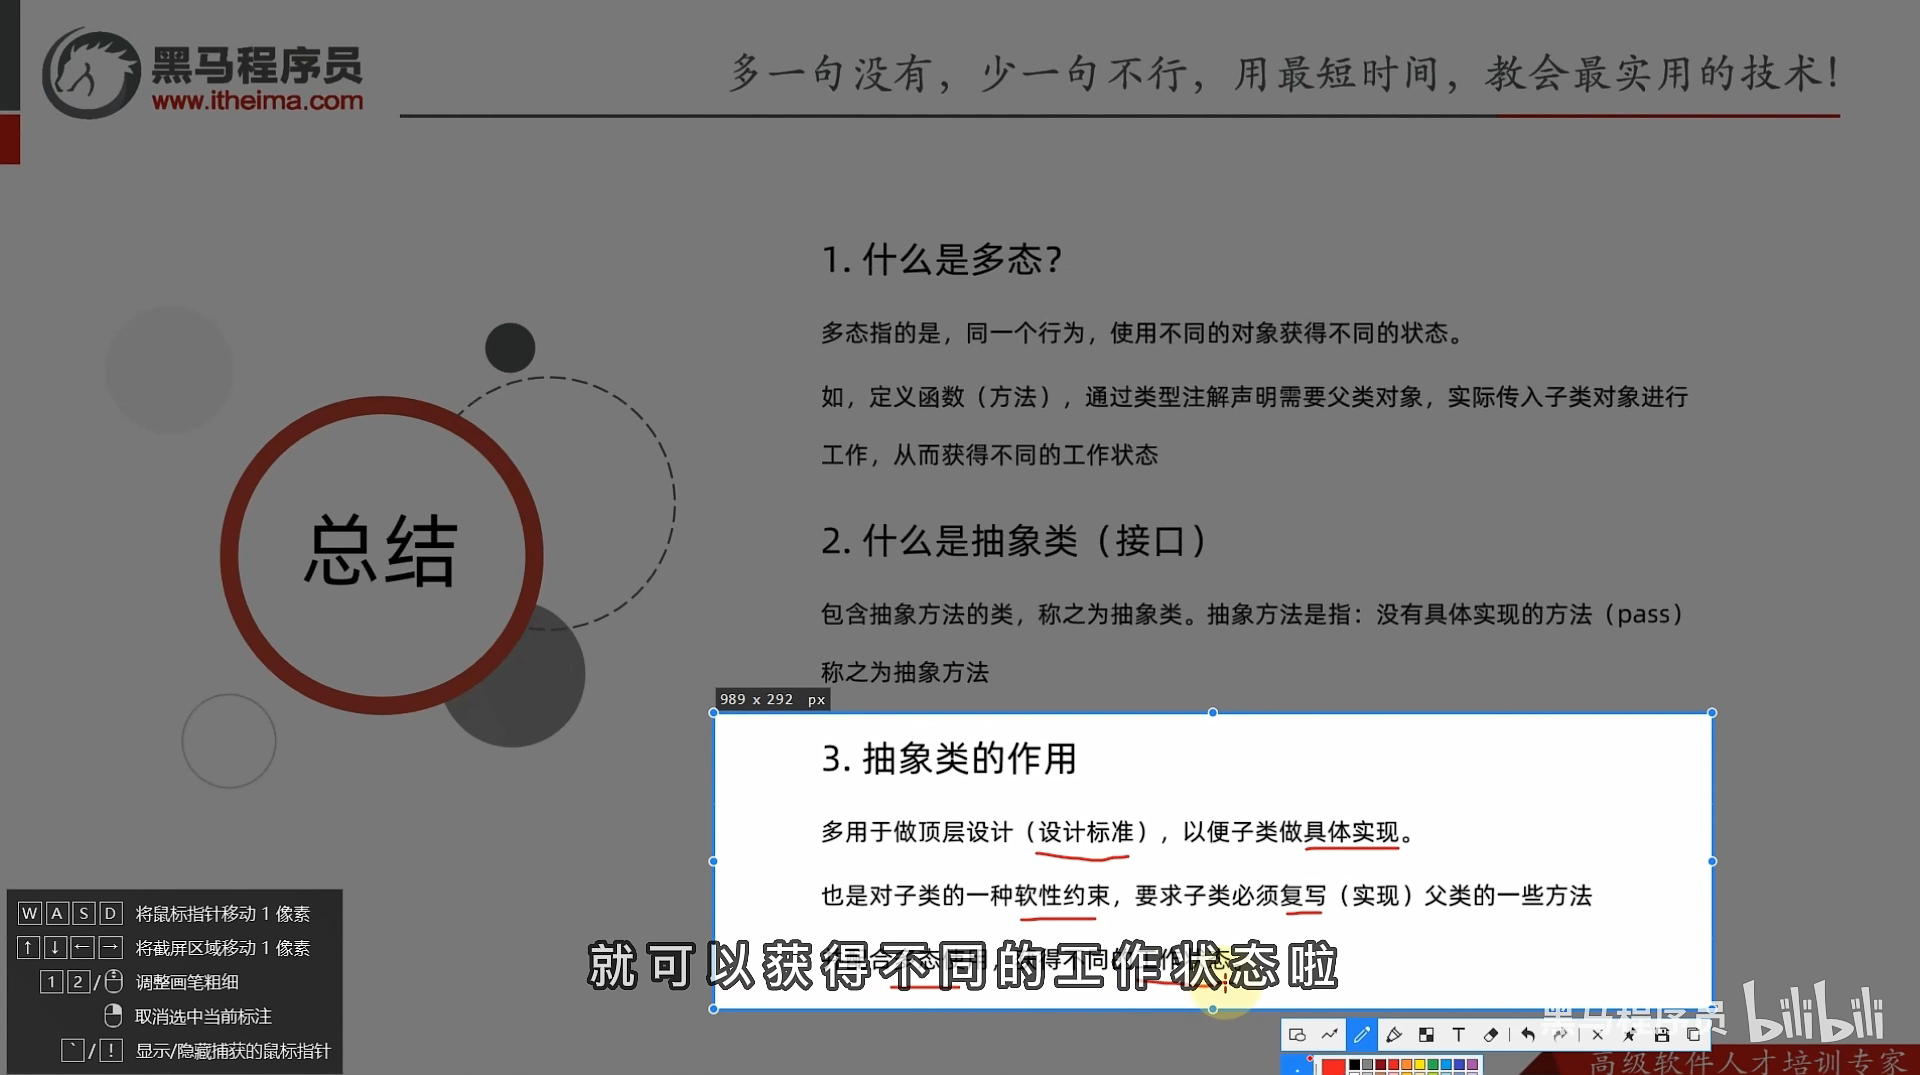 黑马程序员
www.itheima.com
多一句没有，少一句不行，用最短时间，教会最实用的技术！
总结
1. 什么是多态？
多态指的是，同一个行为，使用不同的对象获得不同的状态。
如，定义函数（方法），通过类型注解声明需要父类对象，实际传入子类对象进行
工作，从而获得不同的工作状态
2. 什么是抽象类（接口）
包含抽象方法的类，称之为抽象类。抽象方法是指：没有具体实现的方法（pass）
称之为抽象方法
989 x 292 px
3. 抽象类的作用
多用于做顶层设计（设计标准），以便子类做具体实现。
也是对子类的一种软性约束，要求子类必须复写（实现）父类的一些方法
就可以获得不同的工作状态啦
W A S D 将鼠标指针移动 1 像素
↑ ↓ ← → 将截屏区域移动 1 像素
1 2 / 调整画笔粗细
取消选中当前标注
` / ! 显示/隐藏捕获的鼠标指针
黑马程序员 bilibili
高级软件人才培训专家